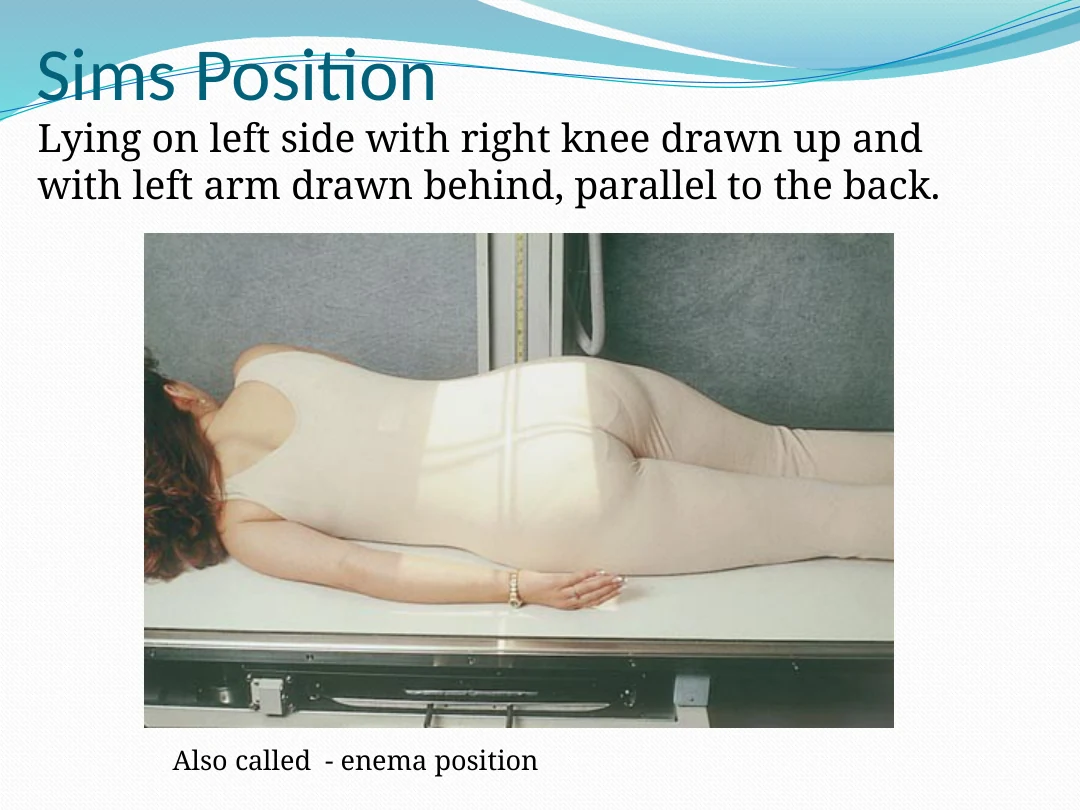 Sims Position
Lying on left side with right knee drawn up and
with left arm drawn behind, parallel to the back.
Also called - enema position